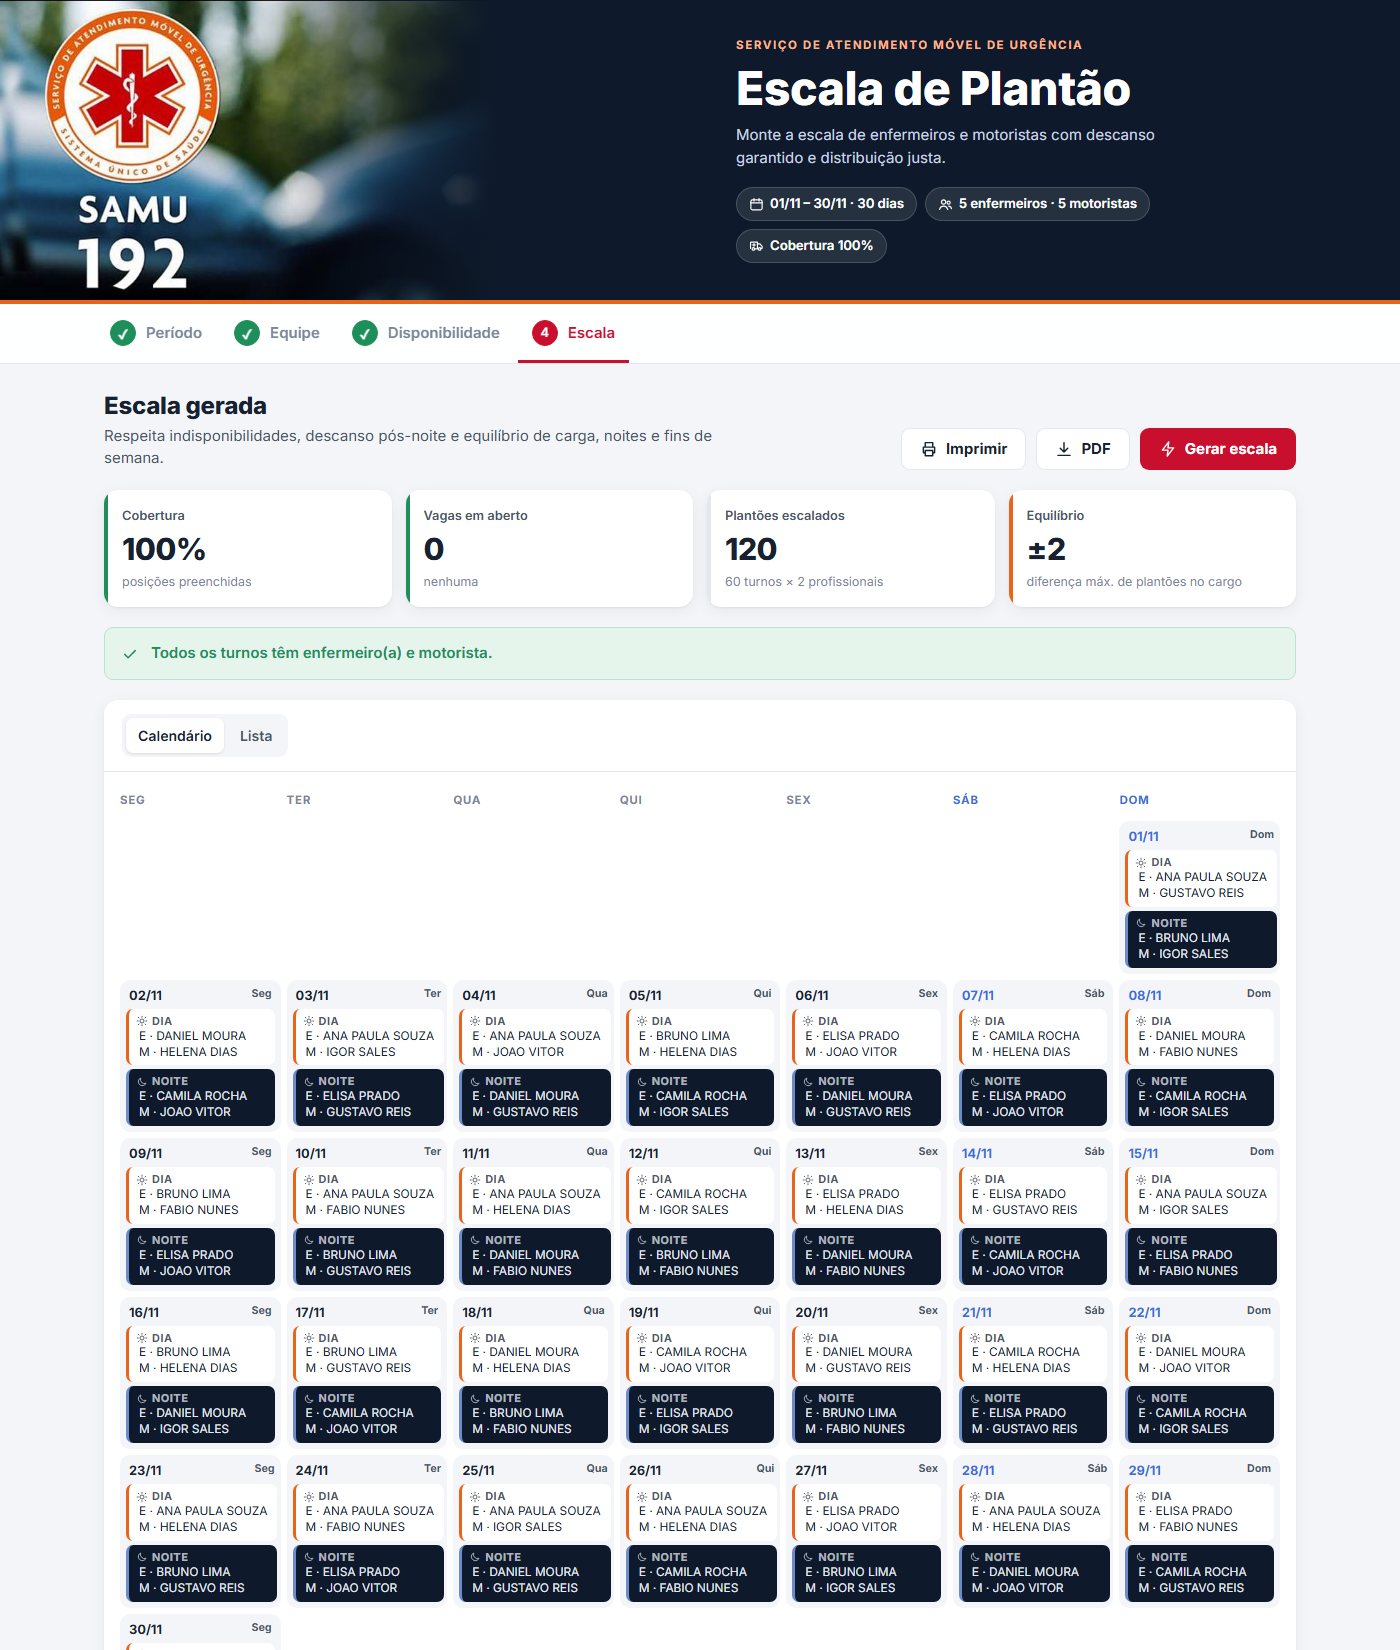 SERVIÇO DE ATENDIMENTO MÓVEL DE URGÊNCIA
SISTEMA ÚNICO DE SAÚDE
SAMU
192
SERVIÇO DE ATENDIMENTO MÓVEL DE URGÊNCIA
Escala de Plantão
Monte a escala de enfermeiros e motoristas com descanso
garantido e distribuição justa.
01/11 – 30/11 · 30 dias
5 enfermeiros · 5 motoristas
Cobertura 100%
Período
Equipe
Disponibilidade
4 Escala
Escala gerada
Respeita indisponibilidades, descanso pós-noite e equilíbrio de carga, noites e fins de
semana.
Imprimir
PDF
Gerar escala
Cobertura
100%
posições preenchidas
Vagas em aberto
0
nenhuma
Plantões escalados
120
60 turnos × 2 profissionais
Equilíbrio
±2
diferença máx. de plantões no cargo
Todos os turnos têm enfermeiro(a) e motorista.
Calendário
Lista
SEG TER QUA QUI SEX SÁB DOM
01/11 Dom
DIA
E · ANA PAULA SOUZA
M · GUSTAVO REIS
NOITE
E · BRUNO LIMA
M · IGOR SALES
02/11 Seg
DIA
E · DANIEL MOURA
M · HELENA DIAS
NOITE
E · CAMILA ROCHA
M · JOAO VITOR
03/11 Ter
DIA
E · ANA PAULA SOUZA
M · IGOR SALES
NOITE
E · ELISA PRADO
M · GUSTAVO REIS
04/11 Qua
DIA
E · ANA PAULA SOUZA
M · JOAO VITOR
NOITE
E · DANIEL MOURA
M · GUSTAVO REIS
05/11 Qui
DIA
E · BRUNO LIMA
M · HELENA DIAS
NOITE
E · CAMILA ROCHA
M · IGOR SALES
06/11 Sex
DIA
E · ELISA PRADO
M · JOAO VITOR
NOITE
E · DANIEL MOURA
M · GUSTAVO REIS
07/11 Sáb
DIA
E · CAMILA ROCHA
M · HELENA DIAS
NOITE
E · ELISA PRADO
M · JOAO VITOR
08/11 Dom
DIA
E · DANIEL MOURA
M · FABIO NUNES
NOITE
E · CAMILA ROCHA
M · IGOR SALES
09/11 Seg
DIA
E · BRUNO LIMA
M · FABIO NUNES
NOITE
E · ELISA PRADO
M · JOAO VITOR
10/11 Ter
DIA
E · ANA PAULA SOUZA
M · FABIO NUNES
NOITE
E · BRUNO LIMA
M · GUSTAVO REIS
11/11 Qua
DIA
E · ANA PAULA SOUZA
M · HELENA DIAS
NOITE
E · DANIEL MOURA
M · FABIO NUNES
12/11 Qui
DIA
E · CAMILA ROCHA
M · IGOR SALES
NOITE
E · BRUNO LIMA
M · FABIO NUNES
13/11 Sex
DIA
E · ELISA PRADO
M · HELENA DIAS
NOITE
E · DANIEL MOURA
M · FABIO NUNES
14/11 Sáb
DIA
E · ELISA PRADO
M · GUSTAVO REIS
NOITE
E · CAMILA ROCHA
M · JOAO VITOR
15/11 Dom
DIA
E · ANA PAULA SOUZA
M · IGOR SALES
NOITE
E · ELISA PRADO
M · FABIO NUNES
16/11 Seg
DIA
E · BRUNO LIMA
M · HELENA DIAS
NOITE
E · DANIEL MOURA
M · IGOR SALES
17/11 Ter
DIA
E · BRUNO LIMA
M · GUSTAVO REIS
NOITE
E · CAMILA ROCHA
M · JOAO VITOR
18/11 Qua
DIA
E · DANIEL MOURA
M · HELENA DIAS
NOITE
E · BRUNO LIMA
M · FABIO NUNES
19/11 Qui
DIA
E · CAMILA ROCHA
M · JOAO VITOR
NOITE
E · ELISA PRADO
M · IGOR SALES
20/11 Sex
DIA
E · DANIEL MOURA
M · GUSTAVO REIS
NOITE
E · BRUNO LIMA
M · FABIO NUNES
21/11 Sáb
DIA
E · CAMILA ROCHA
M · HELENA DIAS
NOITE
E · ELISA PRADO
M · GUSTAVO REIS
22/11 Dom
DIA
E · DANIEL MOURA
M · JOAO VITOR
NOITE
E · CAMILA ROCHA
M · IGOR SALES
23/11 Seg
DIA
E · ANA PAULA SOUZA
M · HELENA DIAS
NOITE
E · BRUNO LIMA
M · GUSTAVO REIS
24/11 Ter
DIA
E · ANA PAULA SOUZA
M · FABIO NUNES
NOITE
E · ELISA PRADO
M · JOAO VITOR
25/11 Qua
DIA
E · ANA PAULA SOUZA
M · IGOR SALES
NOITE
E · DANIEL MOURA
M · GUSTAVO REIS
26/11 Qui
DIA
E · ANA PAULA SOUZA
M · HELENA DIAS
NOITE
E · CAMILA ROCHA
M · FABIO NUNES
27/11 Sex
DIA
E · ELISA PRADO
M · JOAO VITOR
NOITE
E · BRUNO LIMA
M · IGOR SALES
28/11 Sáb
DIA
E · ANA PAULA SOUZA
M · HELENA DIAS
NOITE
E · DANIEL MOURA
M · JOAO VITOR
29/11 Dom
DIA
E · ELISA PRADO
M · FABIO NUNES
NOITE
E · CAMILA ROCHA
M · GUSTAVO REIS
30/11 Seg